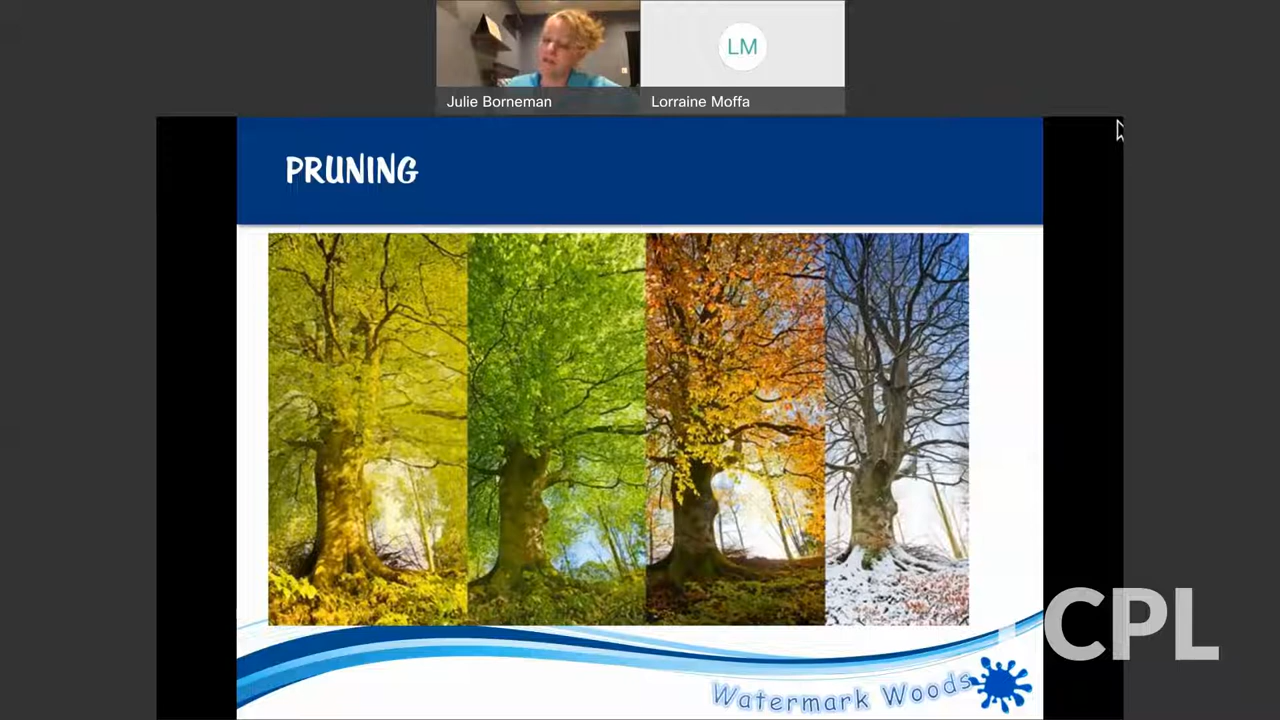 LM
Julie Borneman
Lorraine Moffa
PRUNING
CPL
Watermark Woods